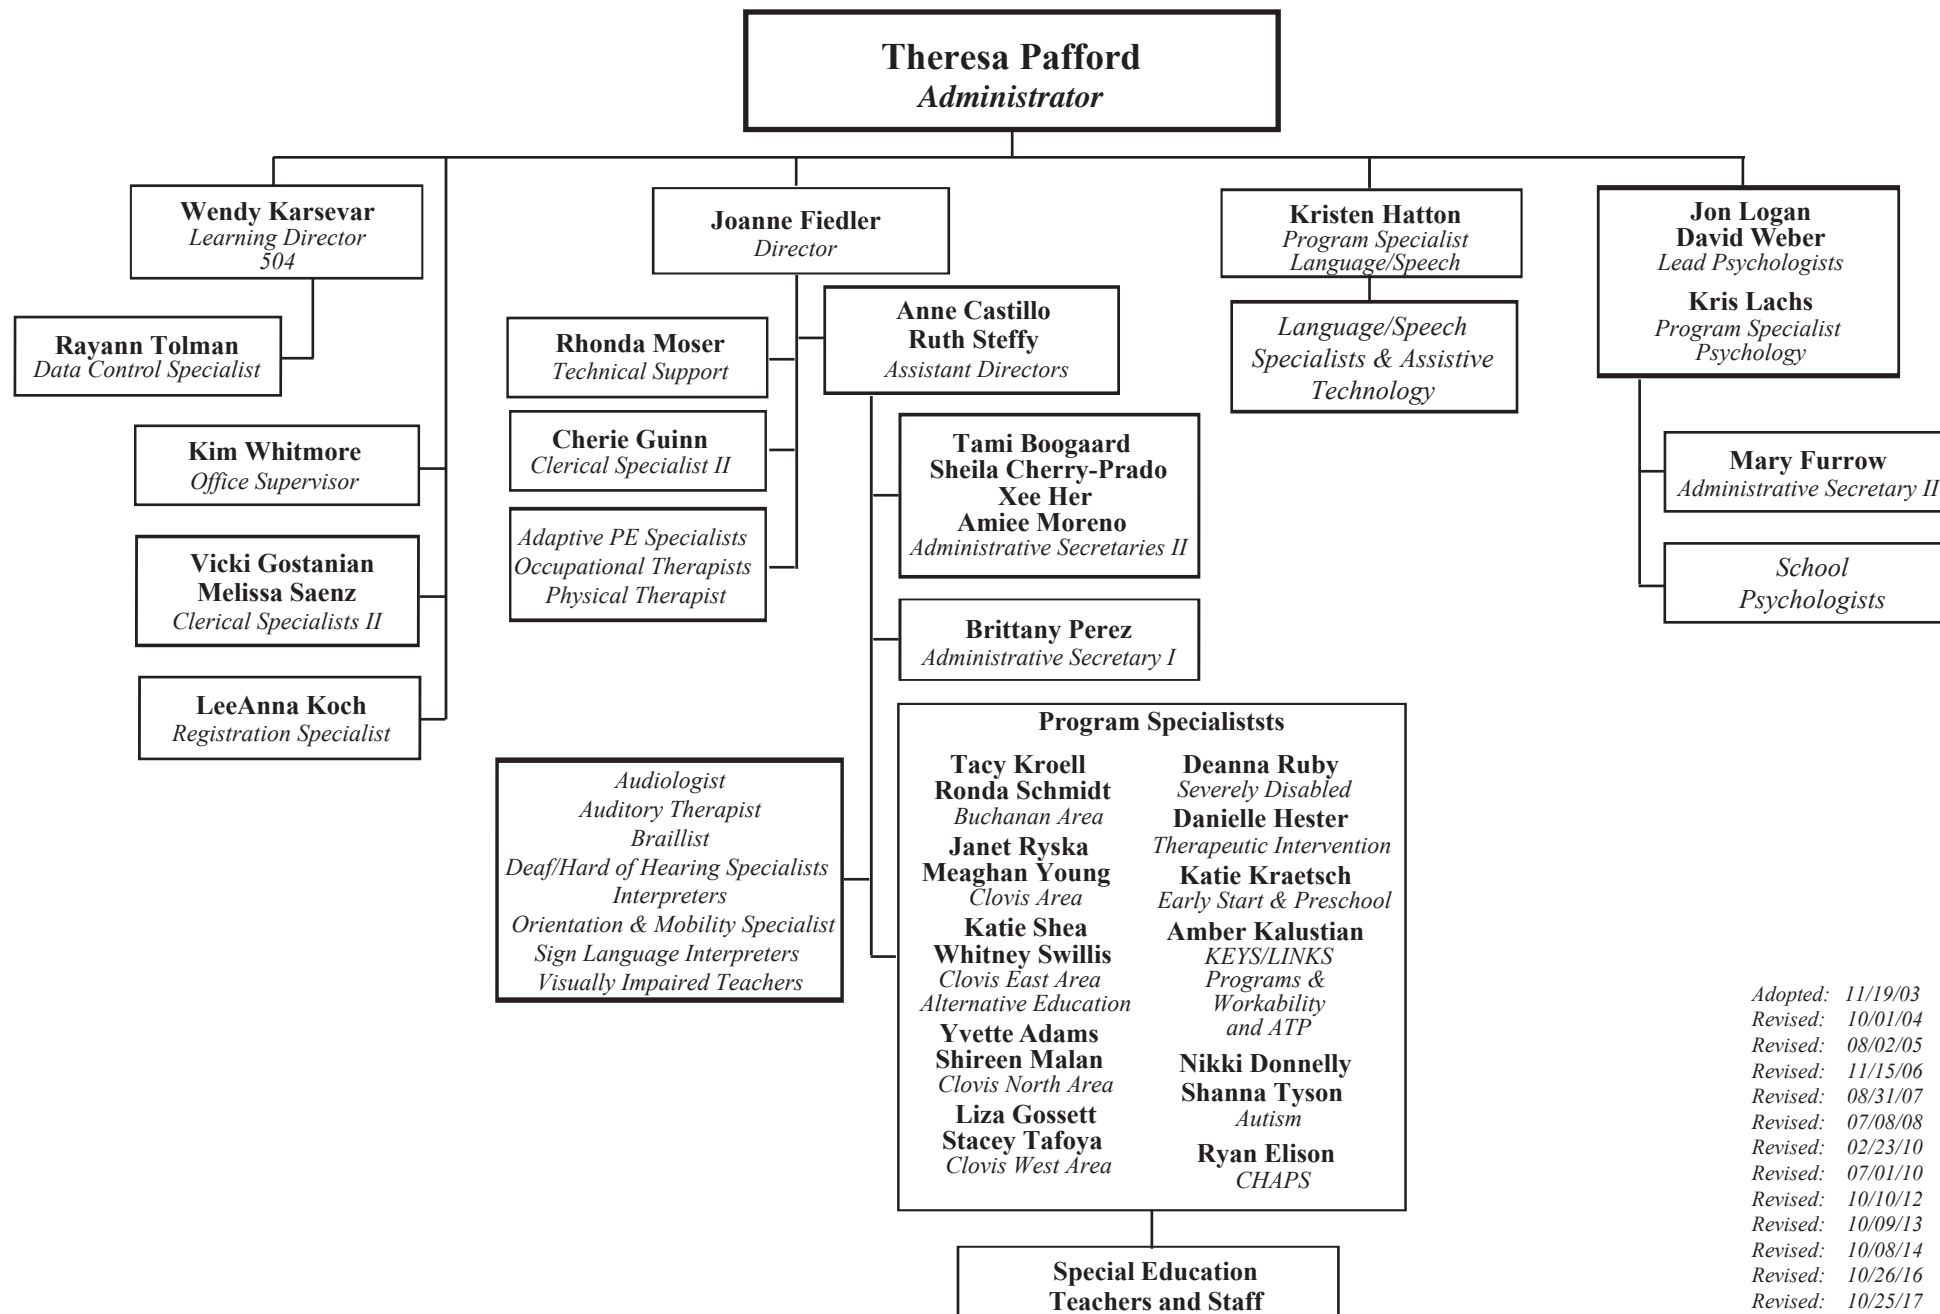 Theresa Pafford
Administrator
Wendy Karsevar
Learning Director
504
Rayann Tolman
Data Control Specialist
Kim Whitmore
Office Supervisor
Vicki Gostanian
Melissa Saenz
Clerical Specialists II
LeeAnna Koch
Registration Specialist
Joanne Fiedler
Director
Rhonda Moser
Technical Support
Cherie Guinn
Clerical Specialist II
Adaptive PE Specialists
Occupational Therapists
Physical Therapist
Anne Castillo
Ruth Steffy
Assistant Directors
Tami Boogaard
Sheila Cherry-Prado
Xee Her
Amiee Moreno
Administrative Secretaries II
Brittany Perez
Administrative Secretary I
Audiologist
Auditory Therapist
Braillist
Deaf/Hard of Hearing Specialists
Interpreters
Orientation & Mobility Specialist
Sign Language Interpreters
Visually Impaired Teachers
Program Specialiststs
Tacy Kroell
Ronda Schmidt
Buchanan Area
Janet Ryska
Meaghan Young
Clovis Area
Katie Shea
Whitney Swillis
Clovis East Area
Alternative Education
Yvette Adams
Shireen Malan
Clovis North Area
Liza Gossett
Stacey Tafoya
Clovis West Area
Deanna Ruby
Severely Disabled
Danielle Hester
Therapeutic Intervention
Katie Kraetsch
Early Start & Preschool
Amber Kalustian
KEYS/LINKS
Programs &
Workability
and ATP
Nikki Donnelly
Shanna Tyson
Autism
Ryan Elison
CHAPS
Special Education
Teachers and Staff
Kristen Hatton
Program Specialist
Language/Speech
Language/Speech
Specialists & Assistive
Technology
Jon Logan
David Weber
Lead Psychologists
Kris Lachs
Program Specialist
Psychology
Mary Furrow
Administrative Secretary II
School
Psychologists
Adopted: 11/19/03
Revised: 10/01/04
Revised: 08/02/05
Revised: 11/15/06
Revised: 08/31/07
Revised: 07/08/08
Revised: 02/23/10
Revised: 07/01/10
Revised: 10/10/12
Revised: 10/09/13
Revised: 10/08/14
Revised: 10/26/16
Revised: 10/25/17